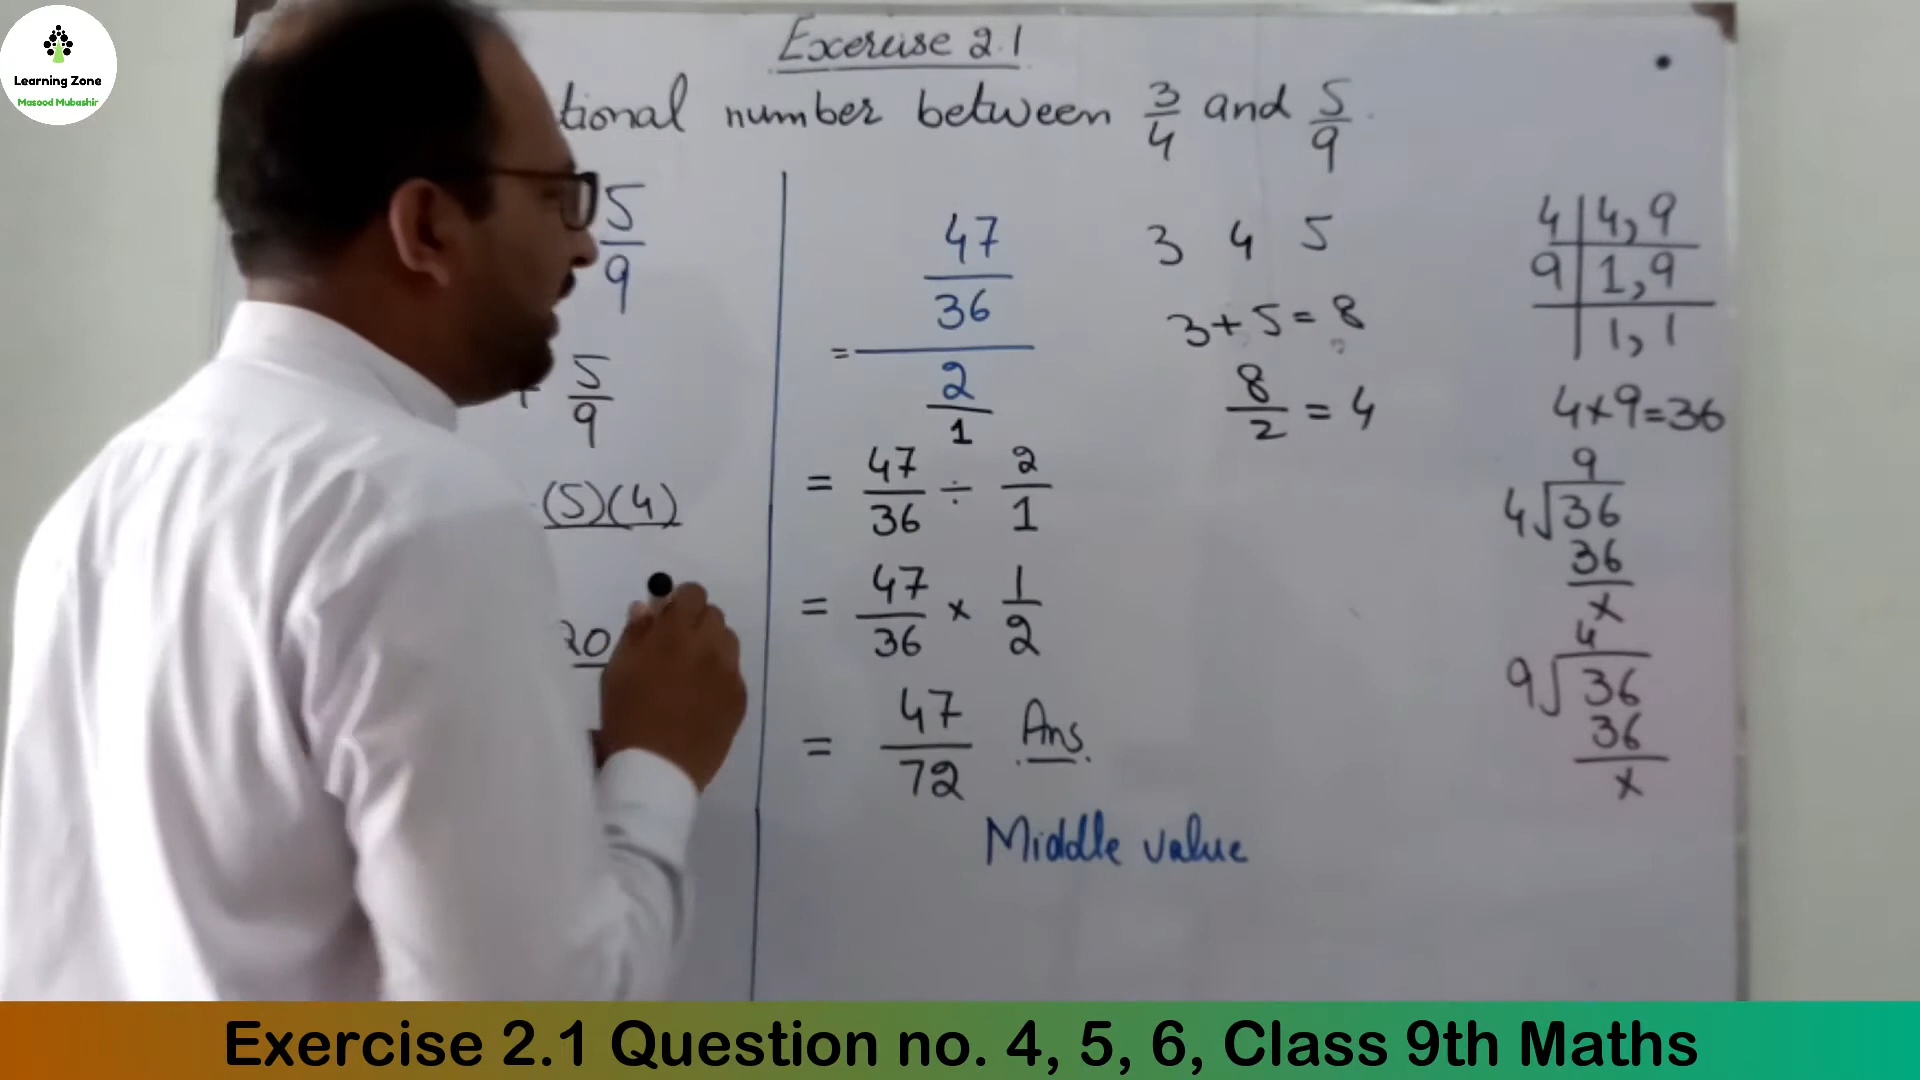 Learning Zone
Masood Mubashir
Excercise 2.1
tional number between 3/4 and 5/9.
5/9
+ 5/9
(5)(4)
20
= 47/36 / 2/1
= 47/36 ÷ 2/1
= 47/36 × 1/2
= 47/72 Ans.
Middle value
3 4 5
3+5=8
8/2 = 4
4 | 4, 9
9 | 1, 9
| 1, 1
4×9=36
9
4√36
36
x
4
9√36
36
x
Exercise 2.1 Question no. 4, 5, 6, Class 9th Maths